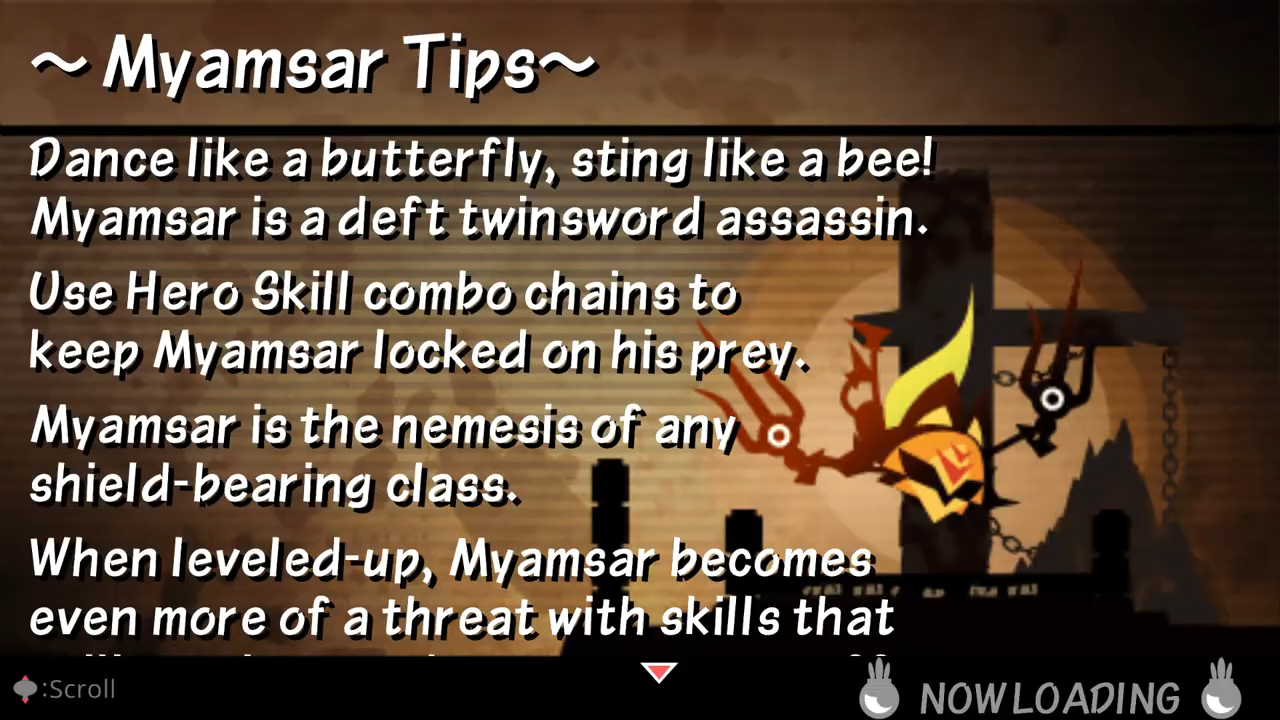 ~ Myamsar Tips~
Dance like a butterfly, sting like a bee!
Myamsar is a deft twinsword assassin.
Use Hero Skill combo chains to
keep Myamsar locked on his prey.
Myamsar is the nemesis of any
shield-bearing class.
When leveled-up, Myamsar becomes
even more of a threat with skills that
:Scroll
NOW LOADING